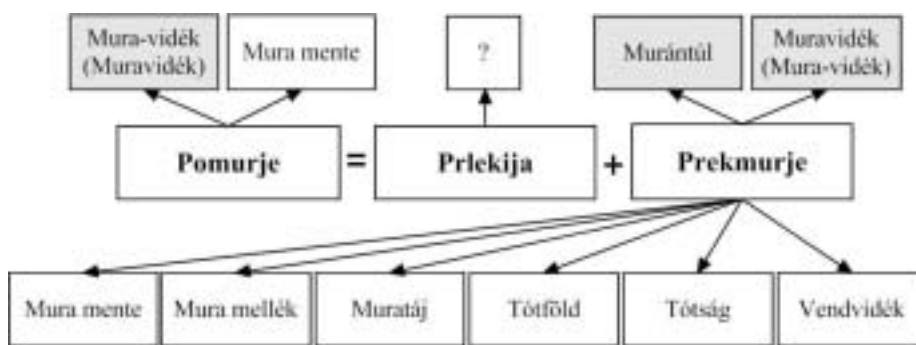 Mura-vidék
(Muravidék)
Mura mente
?
Murántúl
Muravidék
(Mura-vidék)
Pomurje
=
Prlekija
+
Prekmurje
Mura mente
Mura mellék
Muratáj
Tótföld
Tótság
Vendvidék